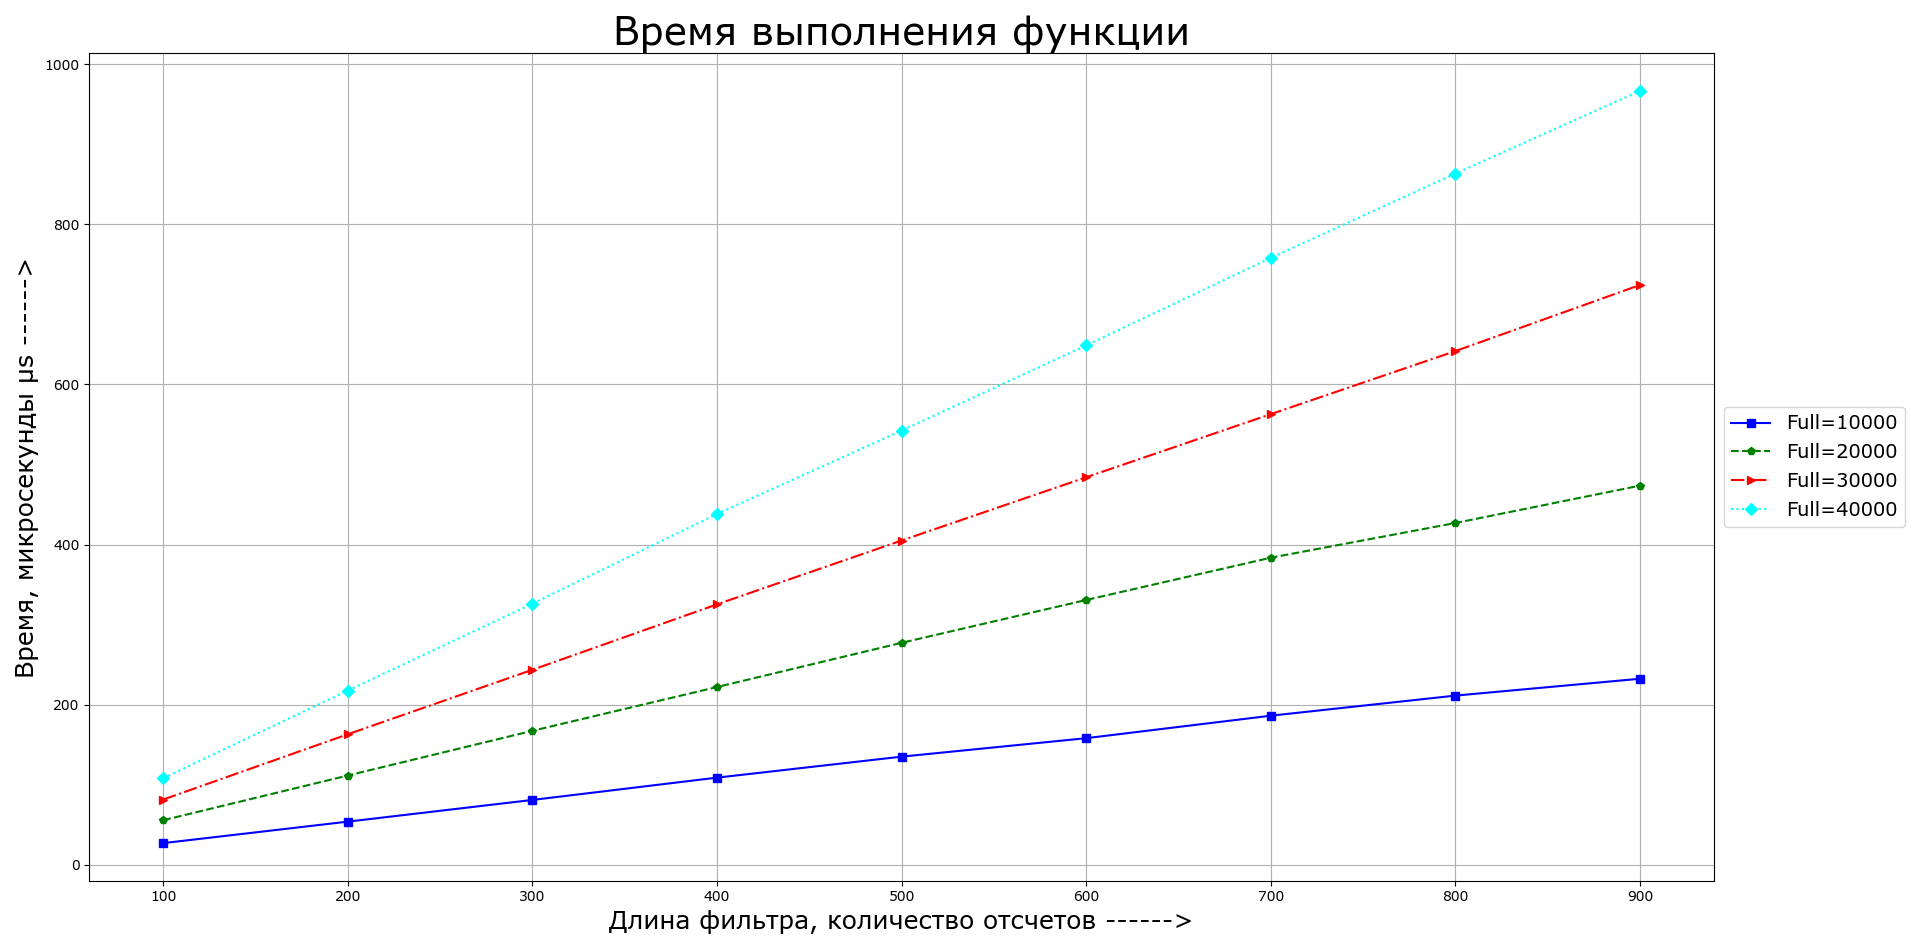 Время выполнения функции
1000
800
600
400
200
0
Время, микросекунды µs ------>
100 200 300 400 500 600 700 800 900
Длина фильтра, количество отсчетов ------>
Full=10000
Full=20000
Full=30000
Full=40000